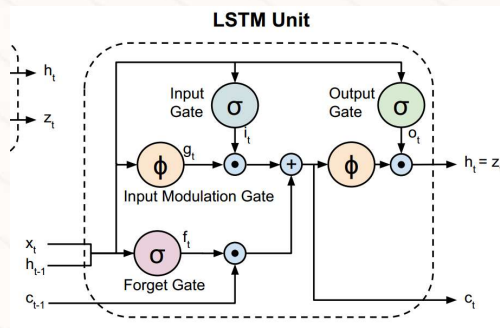 LSTM Unit
h_t
z_t
Input
Gate
σ
Output
Gate
σ
i_t
o_t
g_t
ϕ
+
ϕ
h_t = z
Input Modulation Gate
x_t
h_t-1
f_t
σ
Forget Gate
c_t-1
c_t